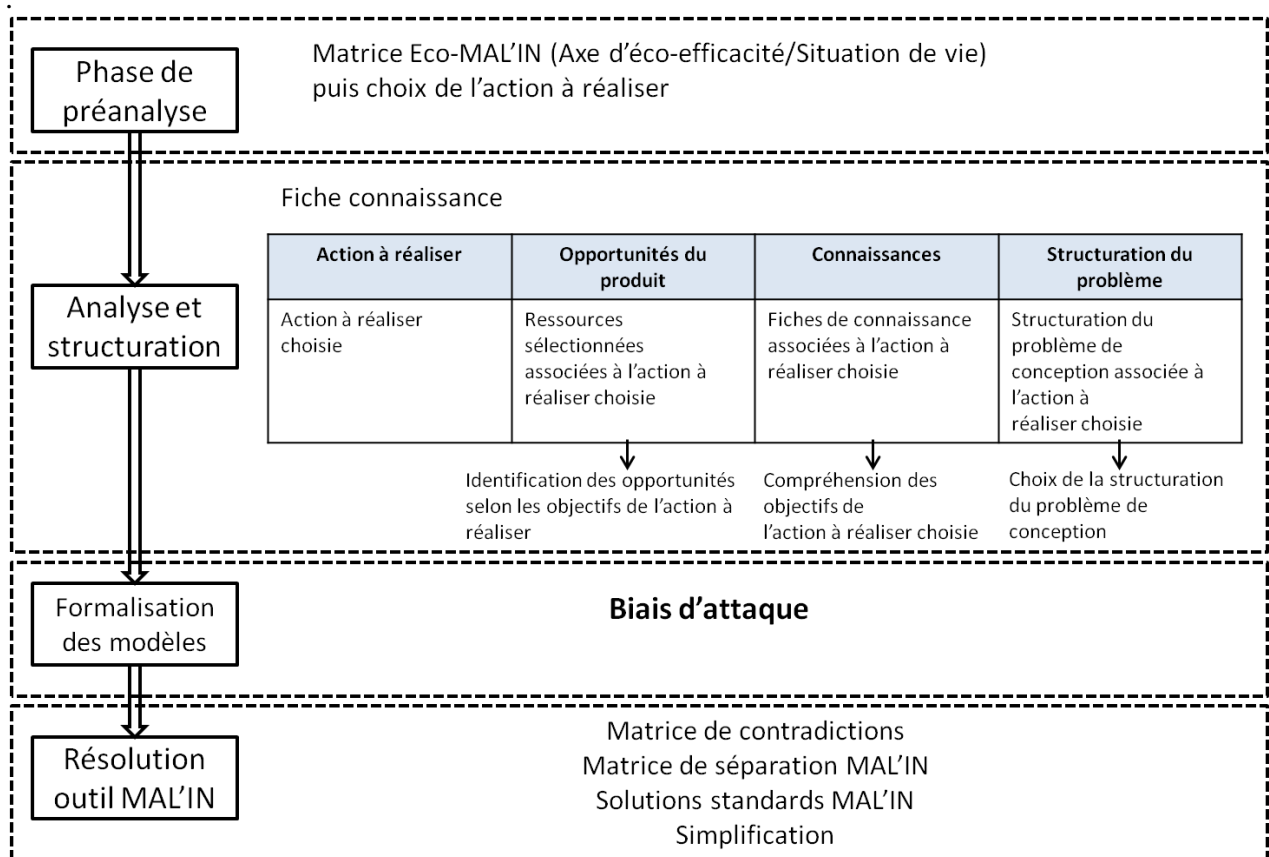 .
Phase de
préanalyse
Matrice Eco-MAL’IN (Axe d’éco-efficacité/Situation de vie)
puis choix de l’action à réaliser
Analyse et
structuration
Fiche connaissance
Action à réaliser
Opportunités du
produit
Connaissances
Structuration du
problème
Action à réaliser
choisie
Ressources
sélectionnées
associées à l’action à
réaliser choisie
Fiches de connaissance
associées à l’action à
réaliser choisie
Structuration du
problème de
conception associée à
l’action à
réaliser choisie
Identification des opportunités
selon les objectifs de l’action à
réaliser
Compréhension des
objectifs de
l’action à réaliser choisie
Choix de la structuration
du problème de
conception
Formalisation
des modèles
Biais d’attaque
Résolution
outil MAL’IN
Matrice de contradictions
Matrice de séparation MAL’IN
Solutions standards MAL’IN
Simplification